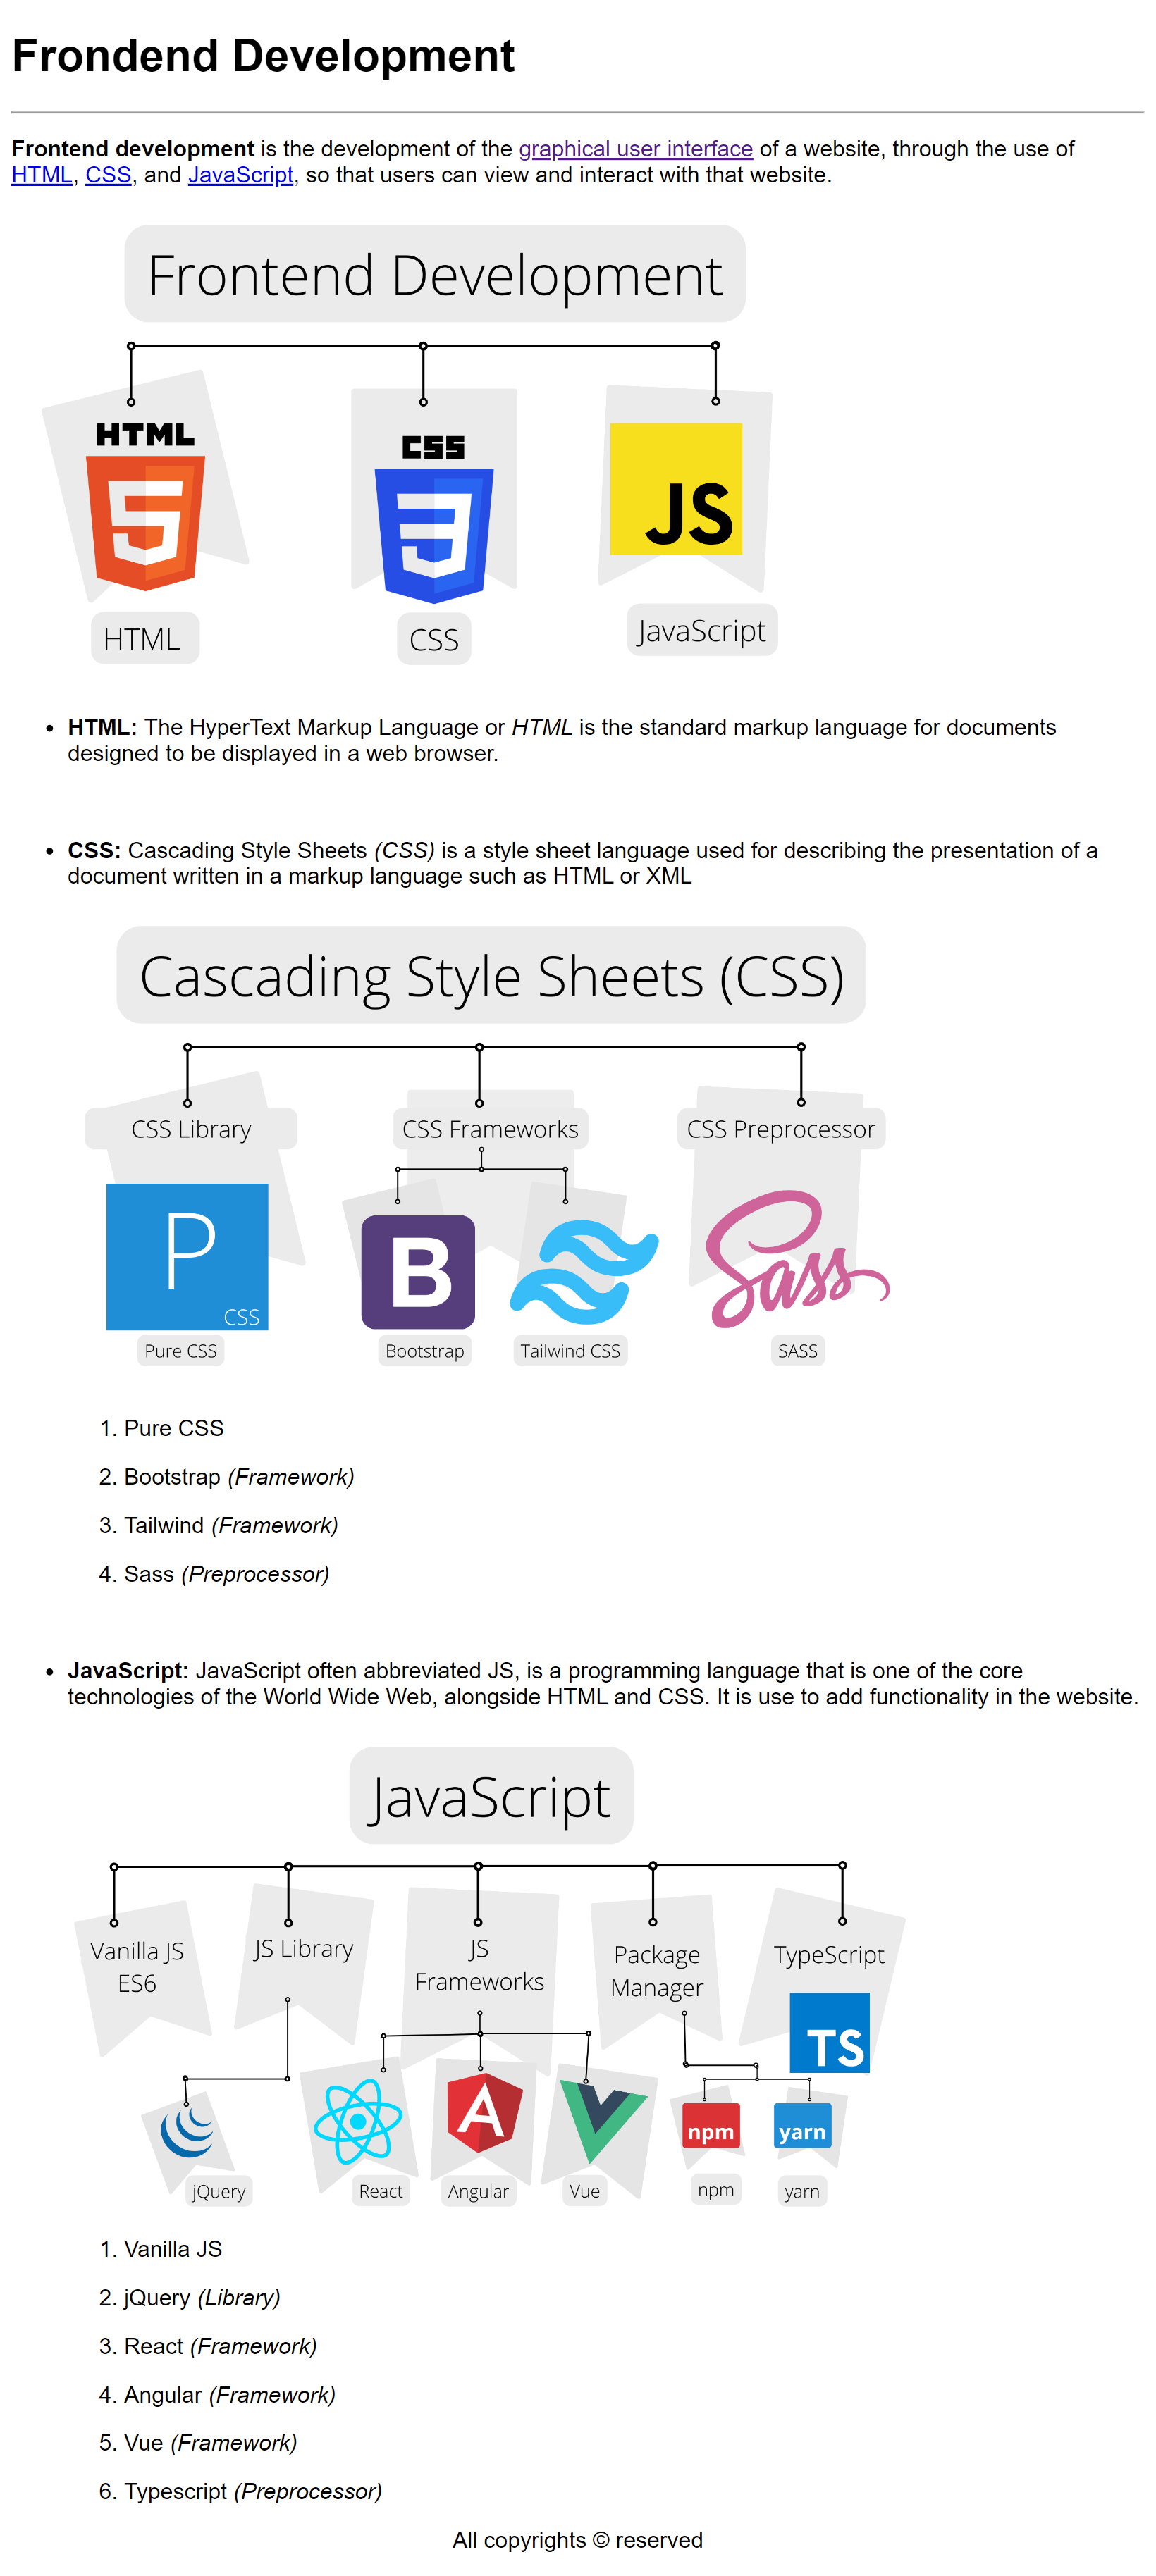 Frondend Development
Frontend development is the development of the graphical user interface of a website, through the use of
HTML, CSS, and JavaScript, so that users can view and interact with that website.
Frontend Development
HTML
CSS
JS
HTML
CSS
JavaScript
• HTML: The HyperText Markup Language or HTML is the standard markup language for documents
designed to be displayed in a web browser.
• CSS: Cascading Style Sheets (CSS) is a style sheet language used for describing the presentation of a
document written in a markup language such as HTML or XML
Cascading Style Sheets (CSS)
CSS Library
CSS Frameworks
CSS Preprocessor
P
CSS
B
Sass
Pure CSS
Bootstrap
Tailwind CSS
SASS
1. Pure CSS
2. Bootstrap (Framework)
3. Tailwind (Framework)
4. Sass (Preprocessor)
• JavaScript: JavaScript often abbreviated JS, is a programming language that is one of the core
technologies of the World Wide Web, alongside HTML and CSS. It is use to add functionality in the website.
JavaScript
Vanilla JS
ES6
JS Library
JS
Frameworks
Package
Manager
TypeScript
TS
A
npm
yarn
jQuery
React
Angular
Vue
npm
yarn
1. Vanilla JS
2. jQuery (Library)
3. React (Framework)
4. Angular (Framework)
5. Vue (Framework)
6. Typescript (Preprocessor)
All copyrights © reserved